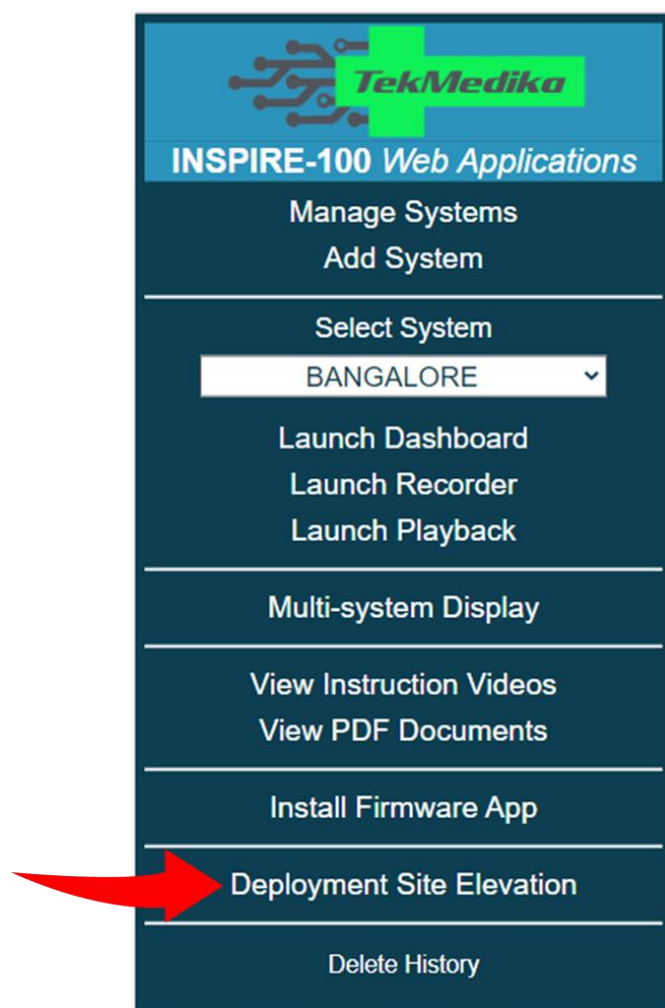 TekMedika
INSPIRE-100 Web Applications
Manage Systems
Add System
Select System
BANGALORE
Launch Dashboard
Launch Recorder
Launch Playback
Multi-system Display
View Instruction Videos
View PDF Documents
Install Firmware App
Deployment Site Elevation
Delete History